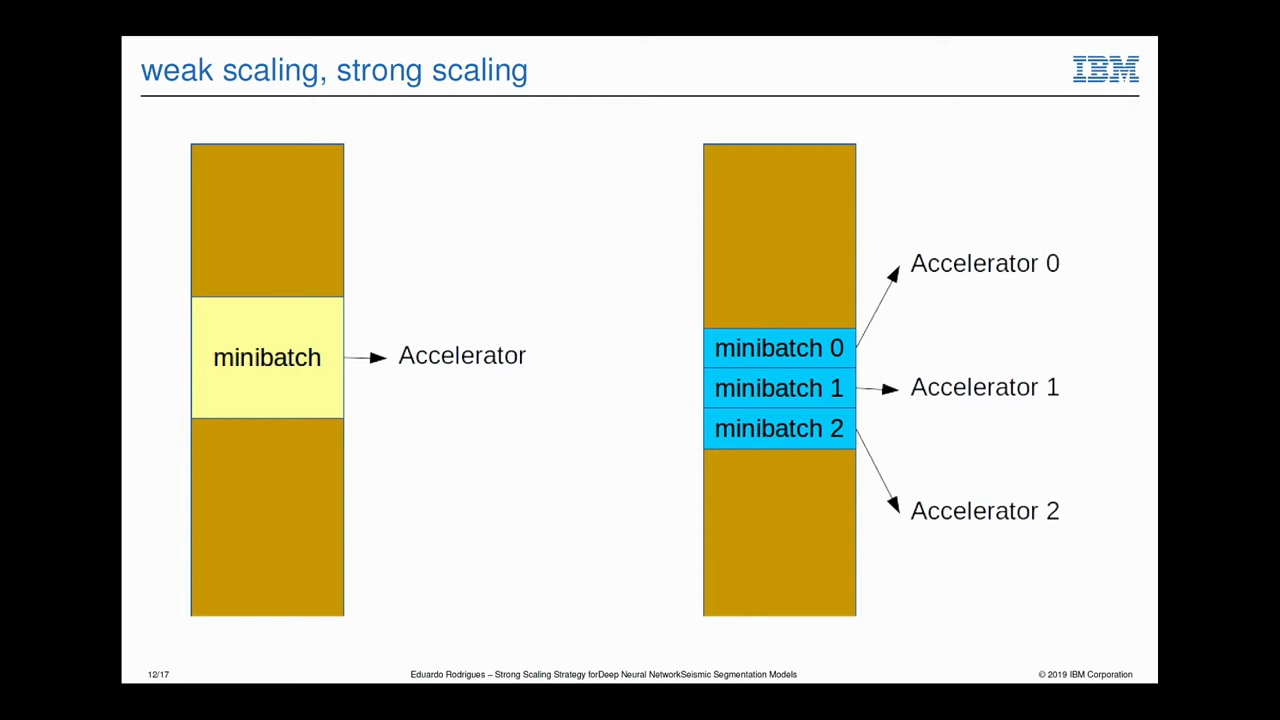 weak scaling, strong scaling
IBM
minibatch
Accelerator
minibatch 0
minibatch 1
minibatch 2
Accelerator 0
Accelerator 1
Accelerator 2
12/17
Eduardo Rodrigues – Strong Scaling Strategy forDeep Neural NetworkSeismic Segmentation Models
© 2019 IBM Corporation